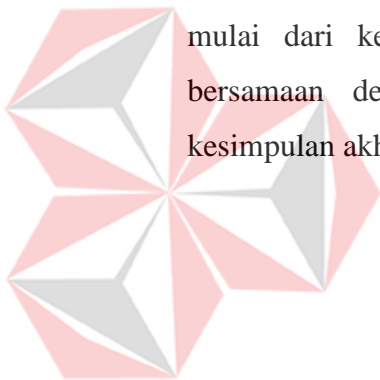 mulai dari ke
bersamaan de
kesimpulan akh